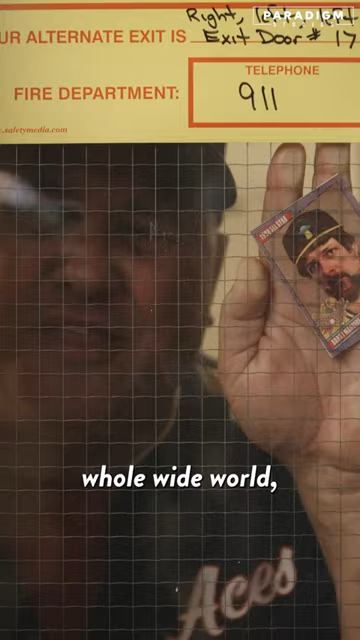 Right,
PARADIGM
UR ALTERNATE EXIT IS Exit Door # 17
TELEPHONE
FIRE DEPARTMENT: 911
.safetymedia.com
whole wide world,
Aces